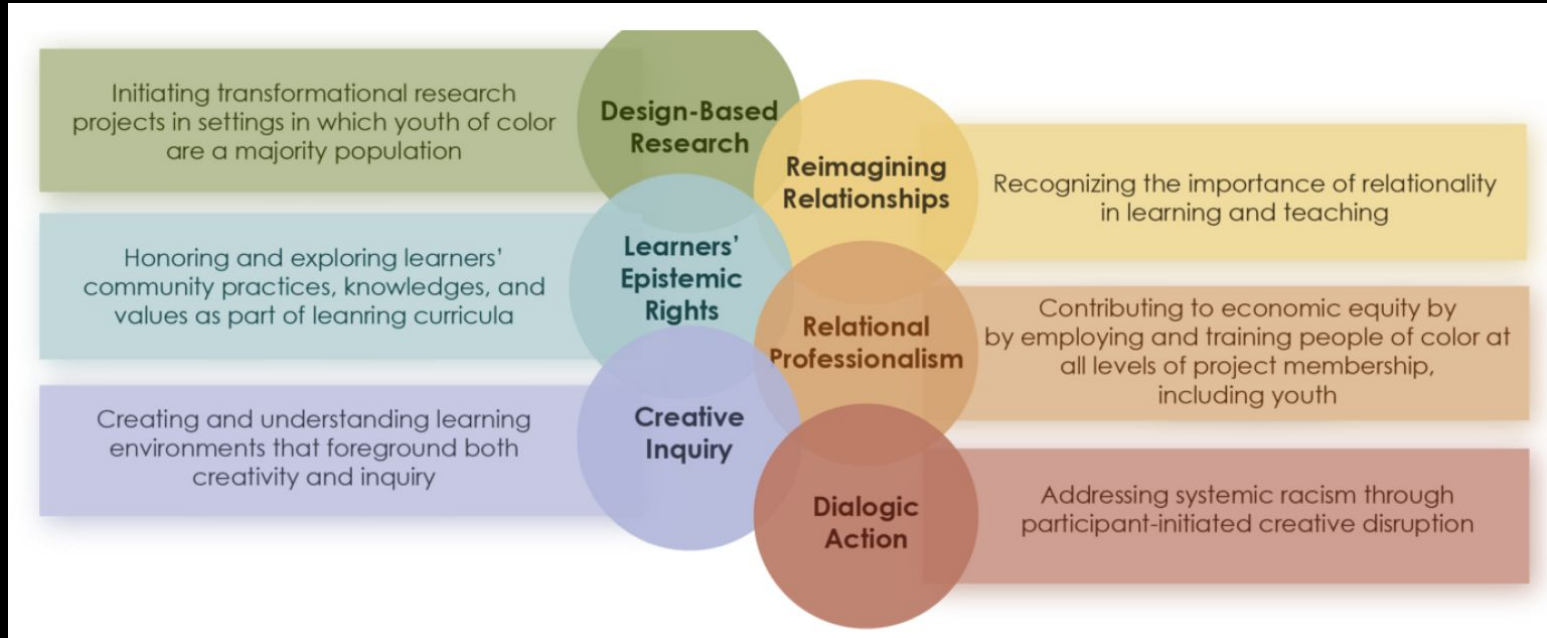 Initiating transformational research
projects in settings in which youth of color
are a majority population
Design-Based
Research
Reimagining
Relationships
Recognizing the importance of relationality
in learning and teaching
Honoring and exploring learners'
community practices, knowledges, and
values as part of leanring curricula
Learners'
Epistemic
Rights
Relational
Professionalism
Contributing to economic equity by
by employing and training people of color at
all levels of project membership,
including youth
Creating and understanding learning
environments that foreground both
creativity and inquiry
Creative
Inquiry
Dialogic
Action
Addressing systemic racism through
participant-initiated creative disruption